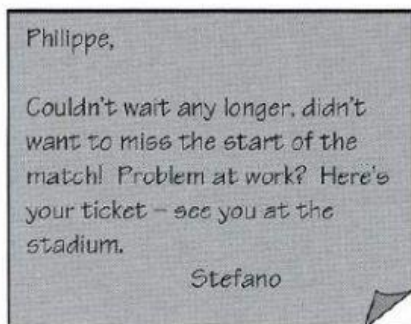 Philippe,
Couldn't wait any longer, didn't
want to miss the start of the
match! Problem at work? Here's
your ticket – see you at the
stadium.
Stefano